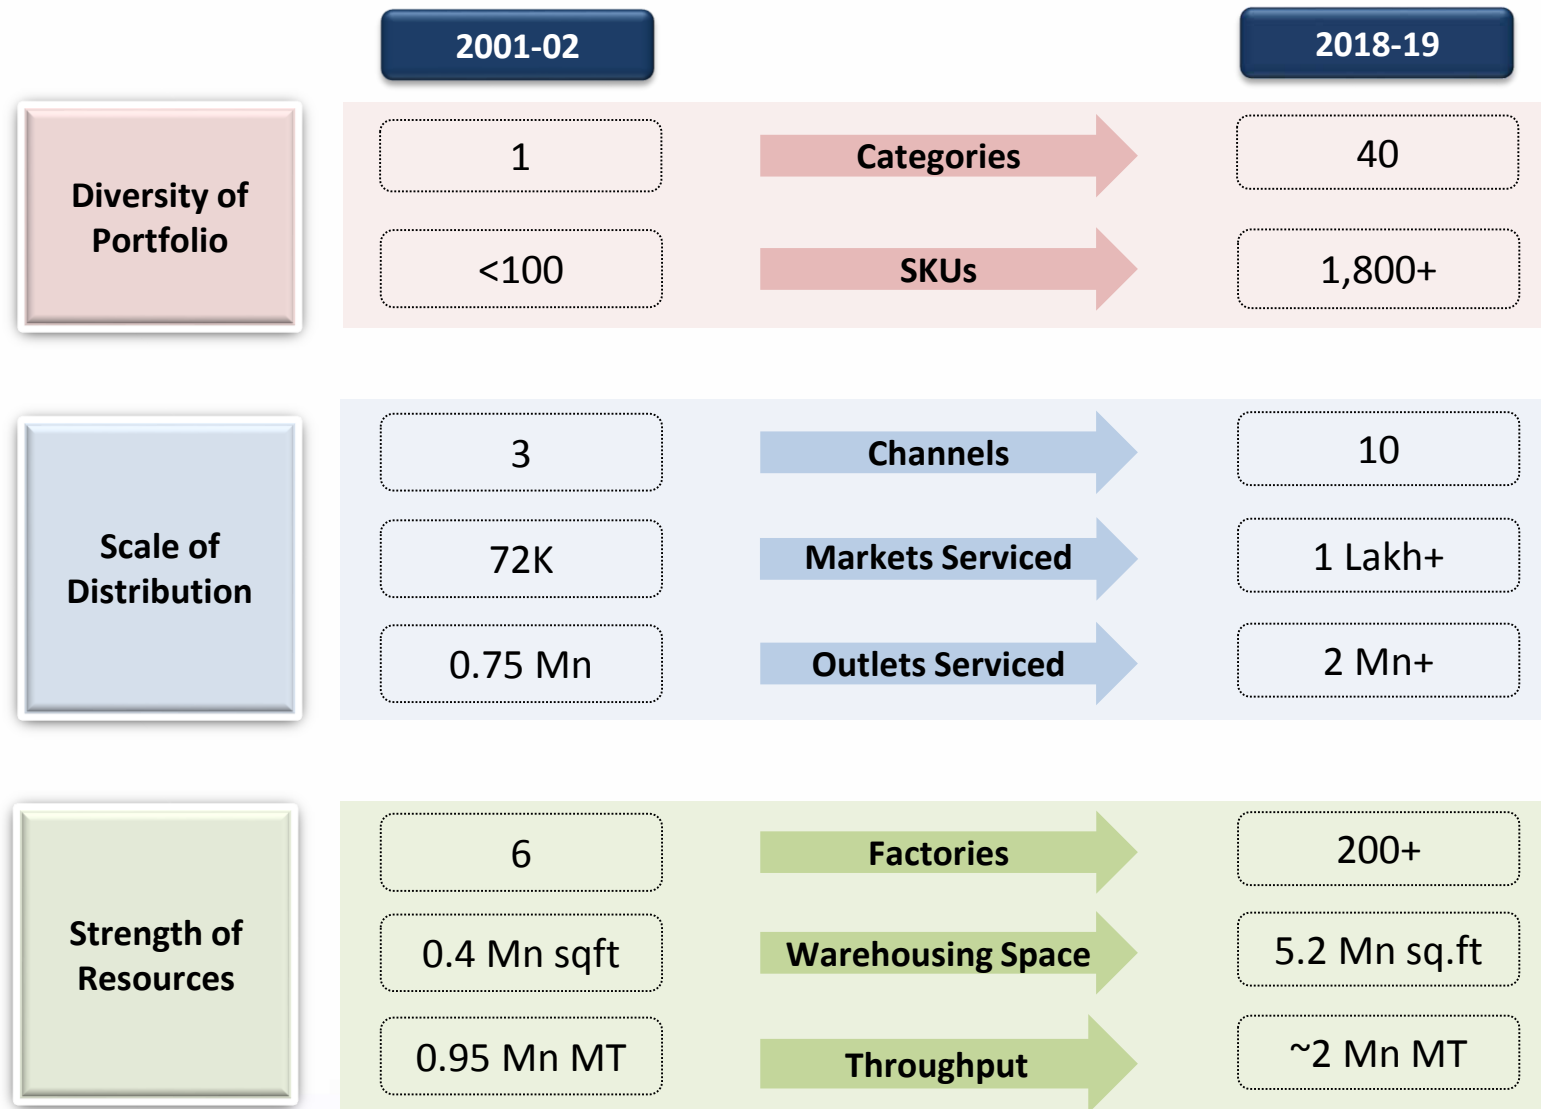 2001-02
2018-19
Diversity of
Portfolio
1
Categories
40
<100
SKUs
1,800+
Scale of
Distribution
3
Channels
10
72K
Markets Serviced
1 Lakh+
0.75 Mn
Outlets Serviced
2 Mn+
Strength of
Resources
6
Factories
200+
0.4 Mn sqft
Warehousing Space
5.2 Mn sq.ft
0.95 Mn MT
Throughput
~2 Mn MT